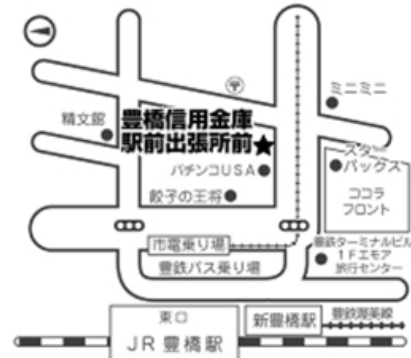 〒
ミニミニ
精文館
豊橋信用金庫
駅前出張所前★
スター
バックス
パチンコUSA
餃子の王将
ココラ
フロント
市電乗り場
豊鉄バス乗り場
豊鉄ターミナルビル
1Fエモア
旅行センター
東口
JR豊橋駅
新豊橋駅
豊鉄渥美線